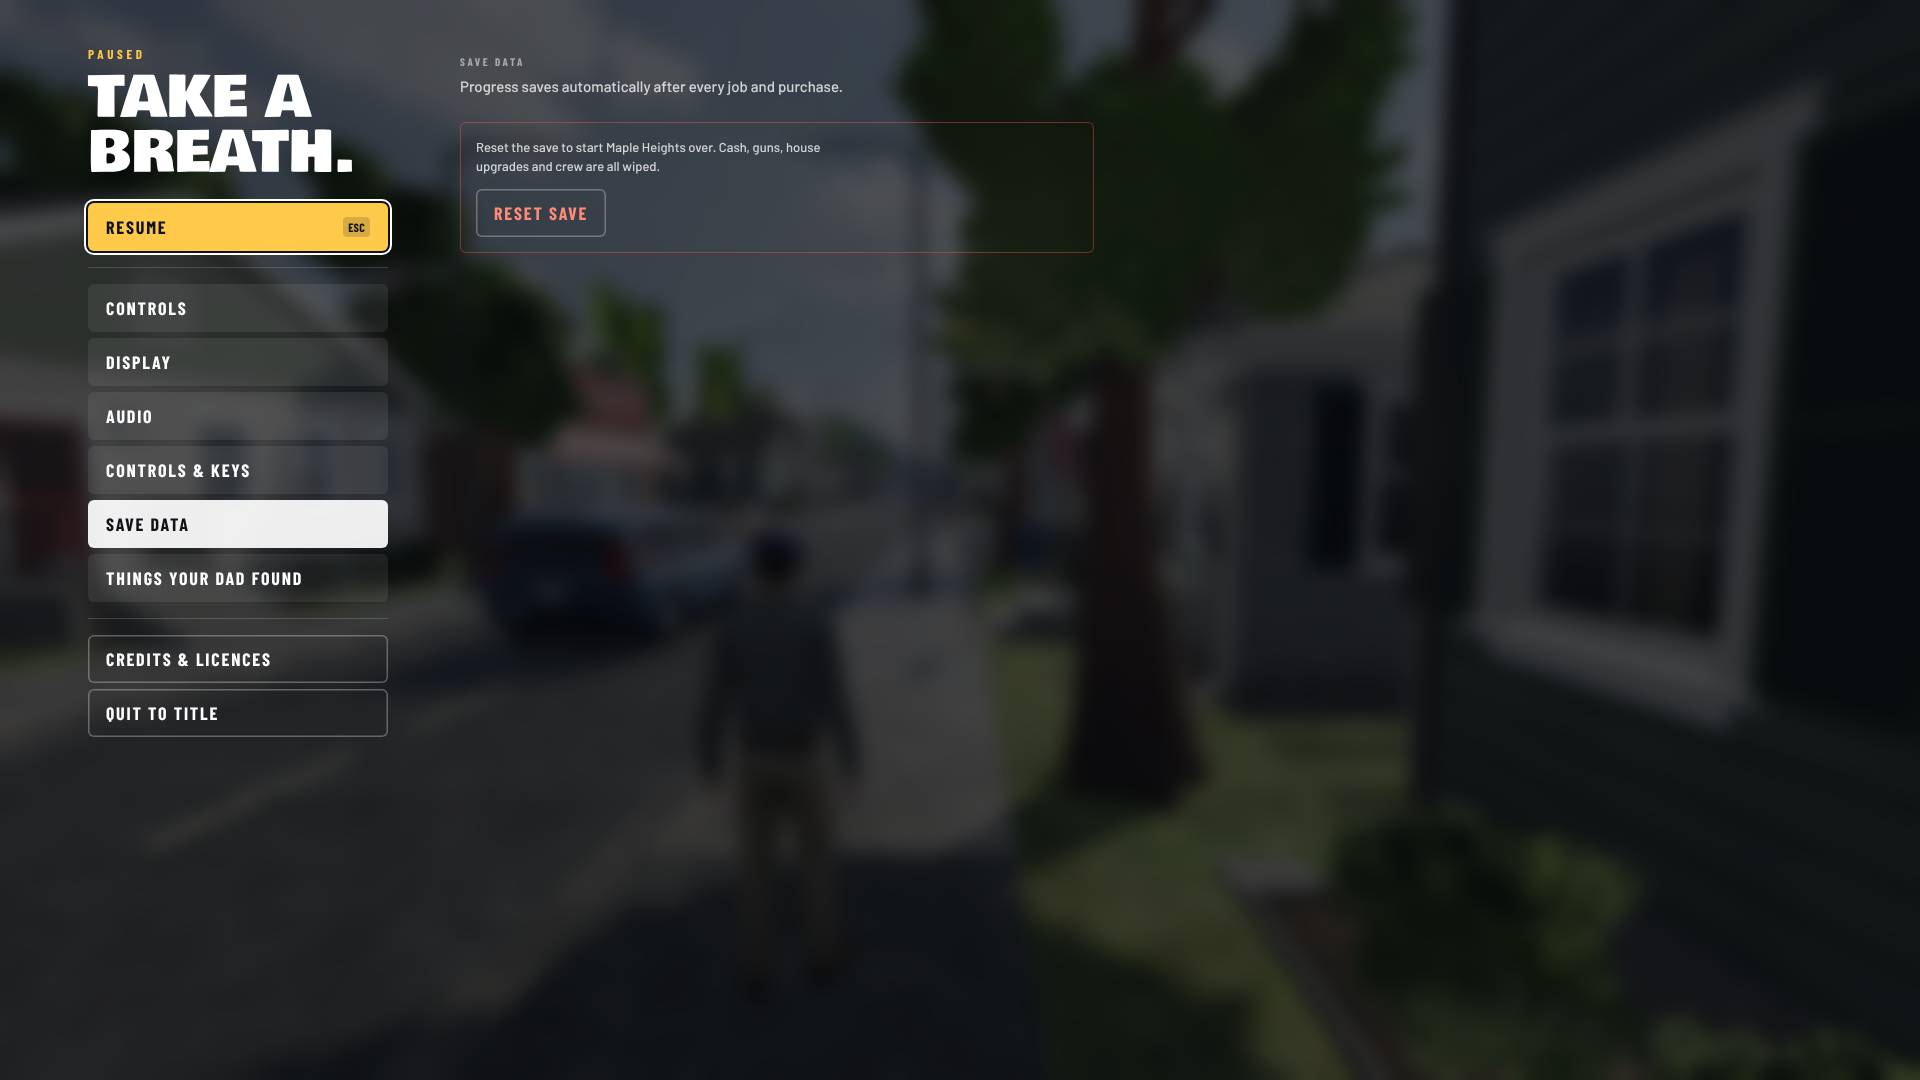 PAUSED
TAKE A
BREATH.
RESUME ESC
CONTROLS
DISPLAY
AUDIO
CONTROLS & KEYS
SAVE DATA
THINGS YOUR DAD FOUND
CREDITS & LICENCES
QUIT TO TITLE
SAVE DATA
Progress saves automatically after every job and purchase.
Reset the save to start Maple Heights over. Cash, guns, house
upgrades and crew are all wiped.
RESET SAVE